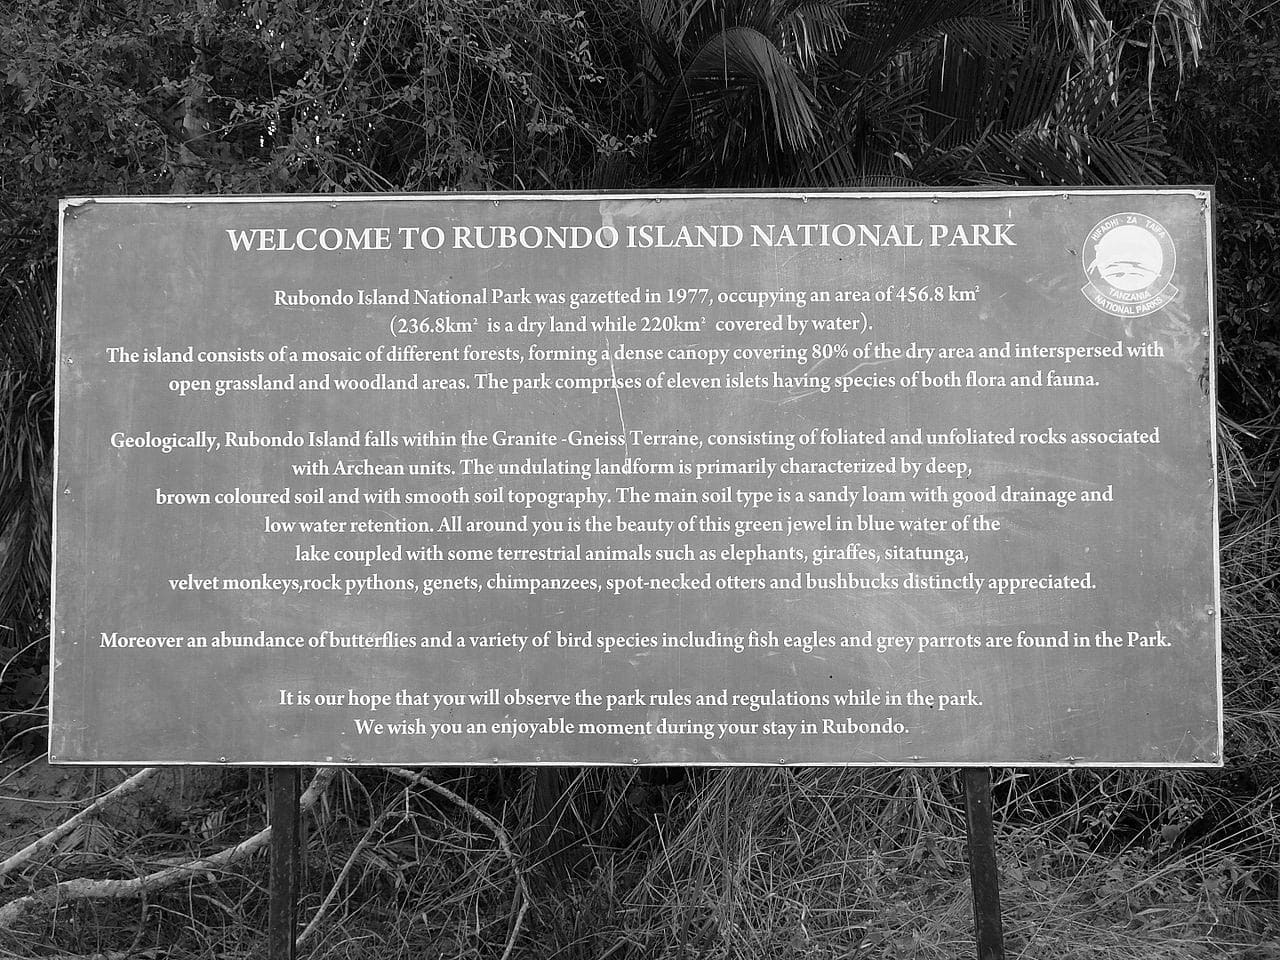 WELCOME TO RUBONDO ISLAND NATIONAL PARK
HIFADHI - ZA TAIFA
TANZANIA
NATIONAL PARKS
Rubondo Island National Park was gazetted in 1977, occupying an area of 456.8 km²
(236.8km² is a dry land while 220km² covered by water).
The island consists of a mosaic of different forests, forming a dense canopy covering 80% of the dry area and interspersed with
open grassland and woodland areas. The park comprises of eleven islets having species of both flora and fauna.
Geologically, Rubondo Island falls within the Granite -Gneiss Terrane, consisting of foliated and unfoliated rocks associated
with Archean units. The undulating landform is primarily characterized by deep,
brown coloured soil and with smooth soil topography. The main soil type is a sandy loam with good drainage and
low water retention. All around you is the beauty of this green jewel in blue water of the
lake coupled with some terrestrial animals such as elephants, giraffes, sitatunga,
velvet monkeys,rock pythons, genets, chimpanzees, spot-necked otters and bushbucks distinctly appreciated.
Moreover an abundance of butterflies and a variety of bird species including fish eagles and grey parrots are found in the Park.
It is our hope that you will observe the park rules and regulations while in the park.
We wish you an enjoyable moment during your stay in Rubondo.